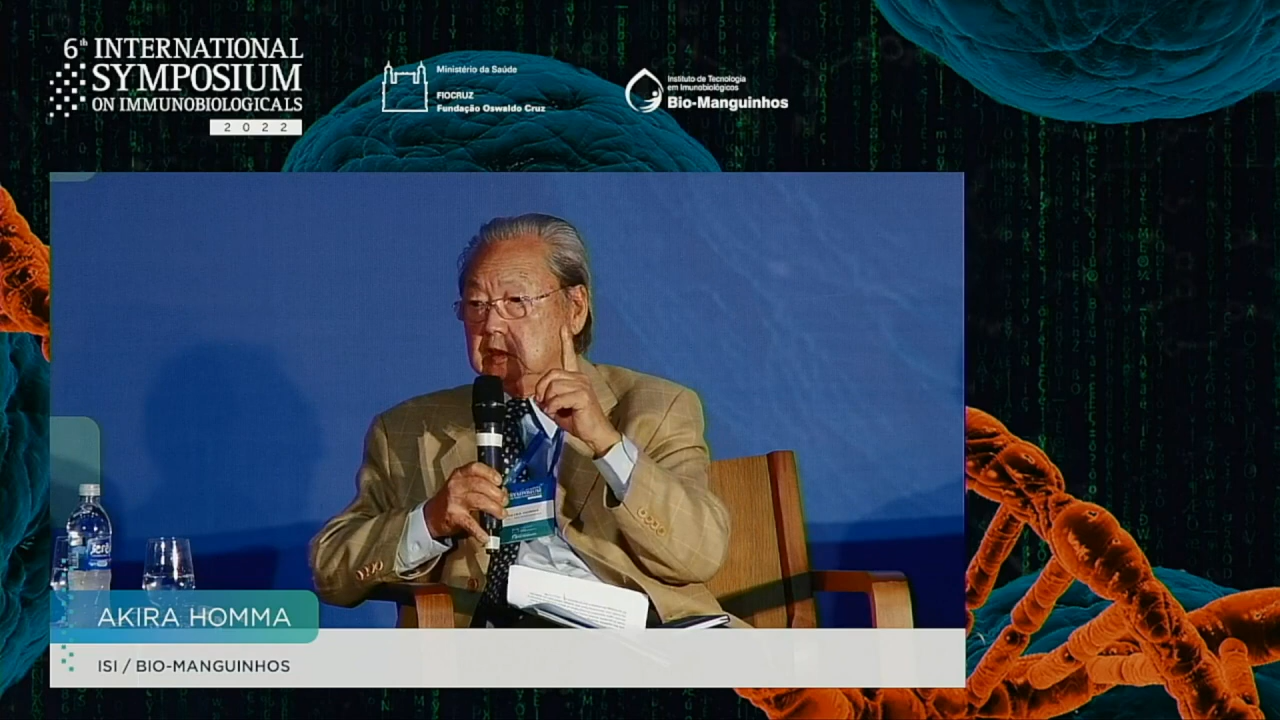 6th INTERNATIONAL
SYMPOSIUM
ON IMMUNOBIOLOGICALS
2022
Ministério da Saúde
FIOCRUZ
Fundação Oswaldo Cruz
Instituto de Tecnologia
em Imunobiológicos
Bio-Manguinhos
SYMPOSIUM
AKIRA HOMMA
ISI / BIO-MANGUINHOS